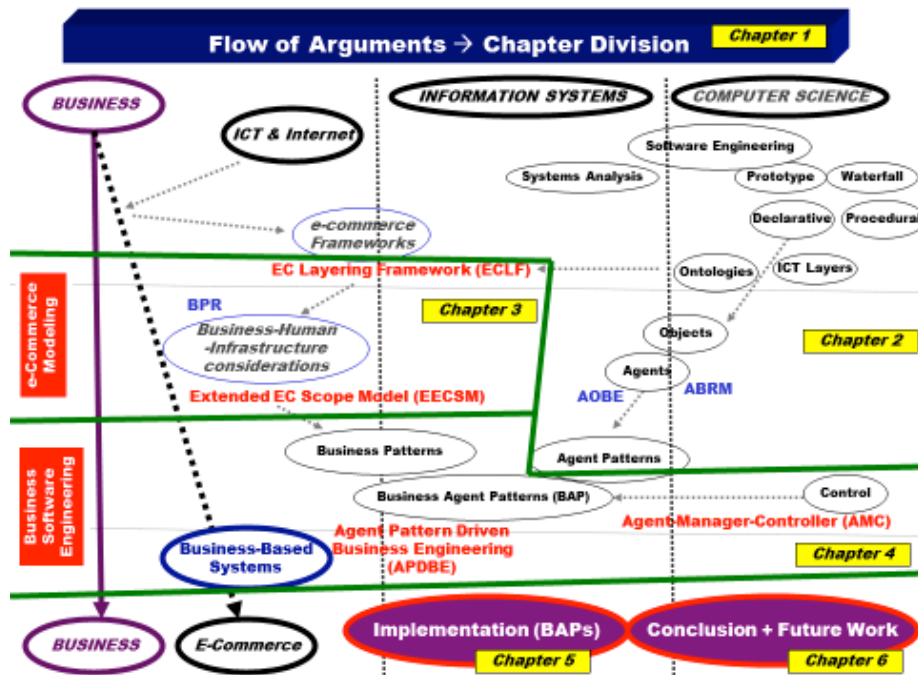 Flow of Arguments → Chapter Division
Chapter 1
BUSINESS
INFORMATION SYSTEMS
COMPUTER SCIENCE
ICT & Internet
Software Engineering
Systems Analysis
Prototype
Waterfall
e-commerce
Frameworks
Declarative
Procedural
EC Layering Framework (ECLF)
Ontologies
ICT Layers
BPR
Chapter 3
e-Commerce
Modeling
Business-Human
-Infrastructure
considerations
Objects
Chapter 2
Agents
AOBE
ABRM
Extended EC Scope Model (EECSM)
Business Patterns
Agent Patterns
Business
Software
Engineering
Business Agent Patterns (BAP)
Control
Agent-Manager-Controller (AMC)
Agent Pattern Driven
Business Engineering
(APDBE)
Business-Based
Systems
Chapter 4
BUSINESS
E-Commerce
Implementation (BAPs)
Conclusion + Future Work
Chapter 5
Chapter 6